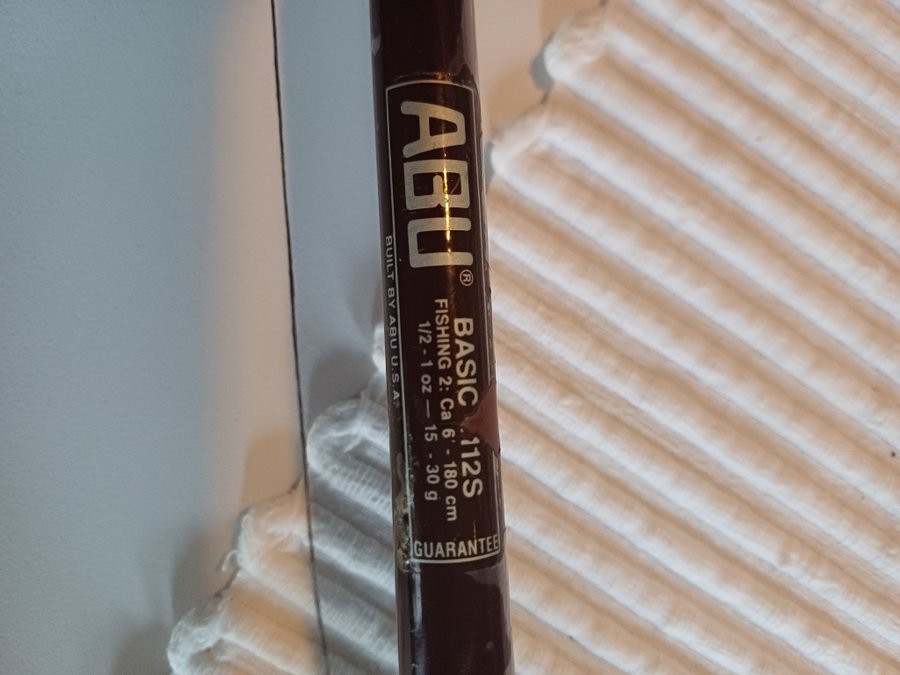 ABU®
BASIC 112S
FISHING 2: Ca 6' - 180 cm
1/2 - 1 oz — 15 - 30 g
BUILT BY ABU U.S.A®
GUARANTEE